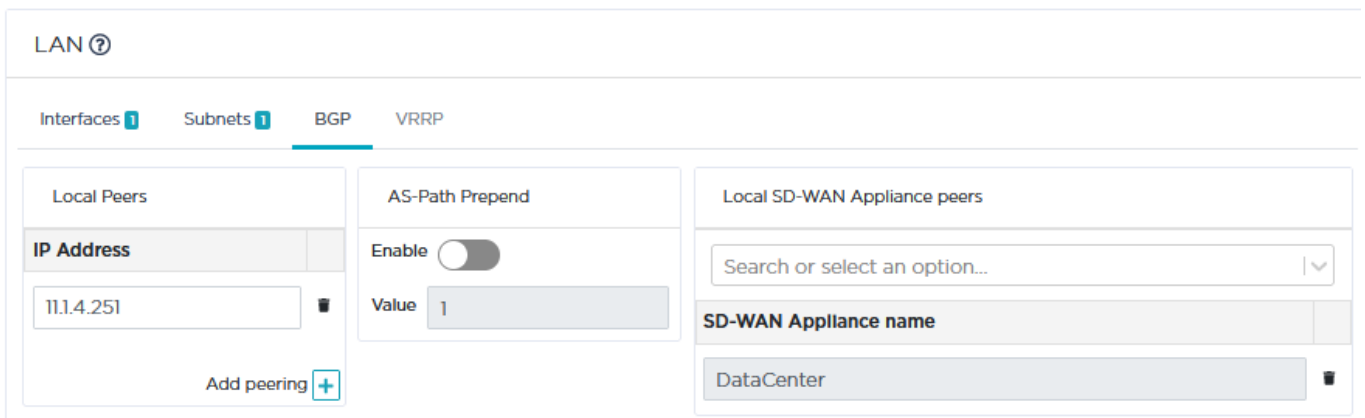 LAN ?
Interfaces 1 Subnets 1 BGP VRRP
Local Peers
IP Address
11.1.4.251
Add peering +
AS-Path Prepend
Enable
Value 1
Local SD-WAN Appliance peers
Search or select an option...
SD-WAN Appliance name
DataCenter